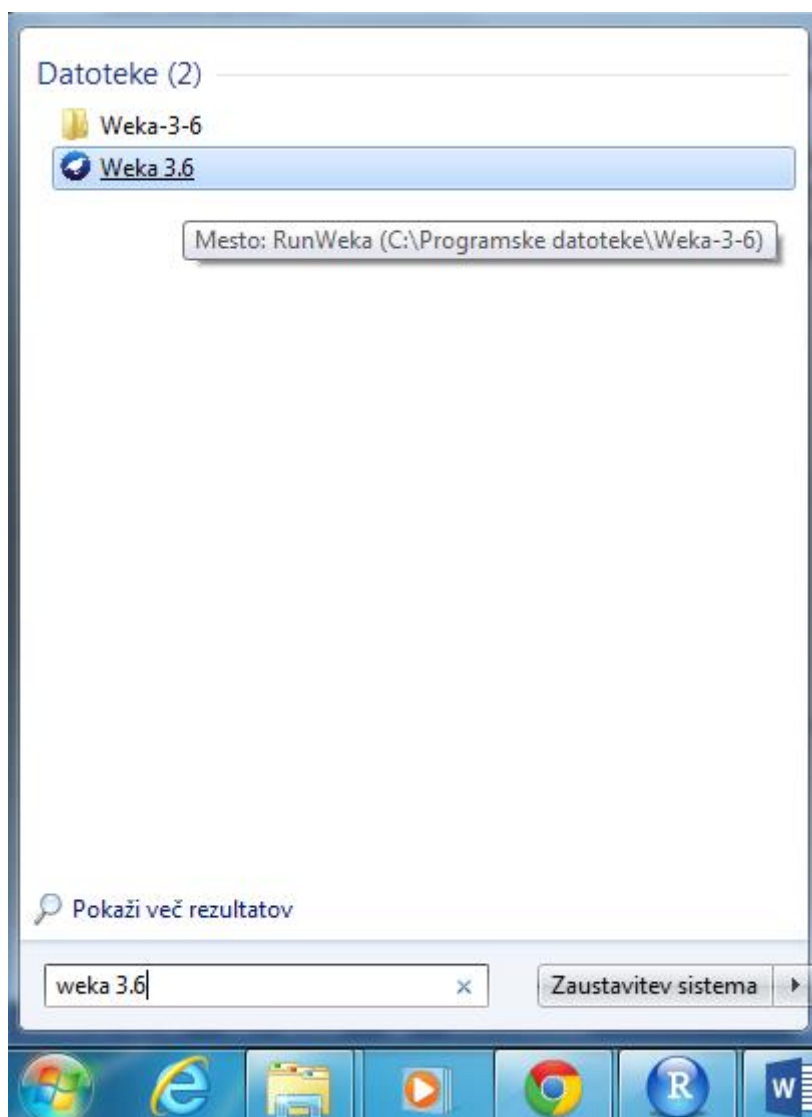 Datoteke (2)
Weka-3-6
Weka 3.6
Mesto: RunWeka (C:\Programske datoteke\Weka-3-6)
Pokaži več rezultatov
weka 3.6
Zaustavitev sistema
R
W